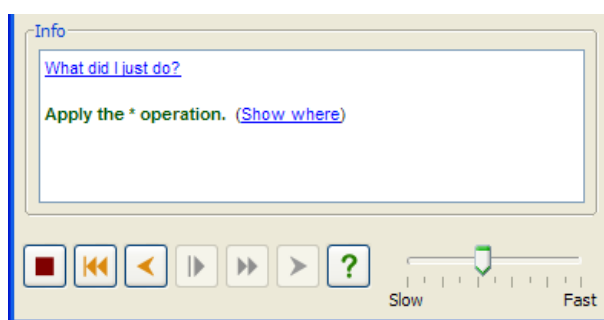 Info
What did I just do?
Apply the * operation. (Show where)
?
Slow Fast